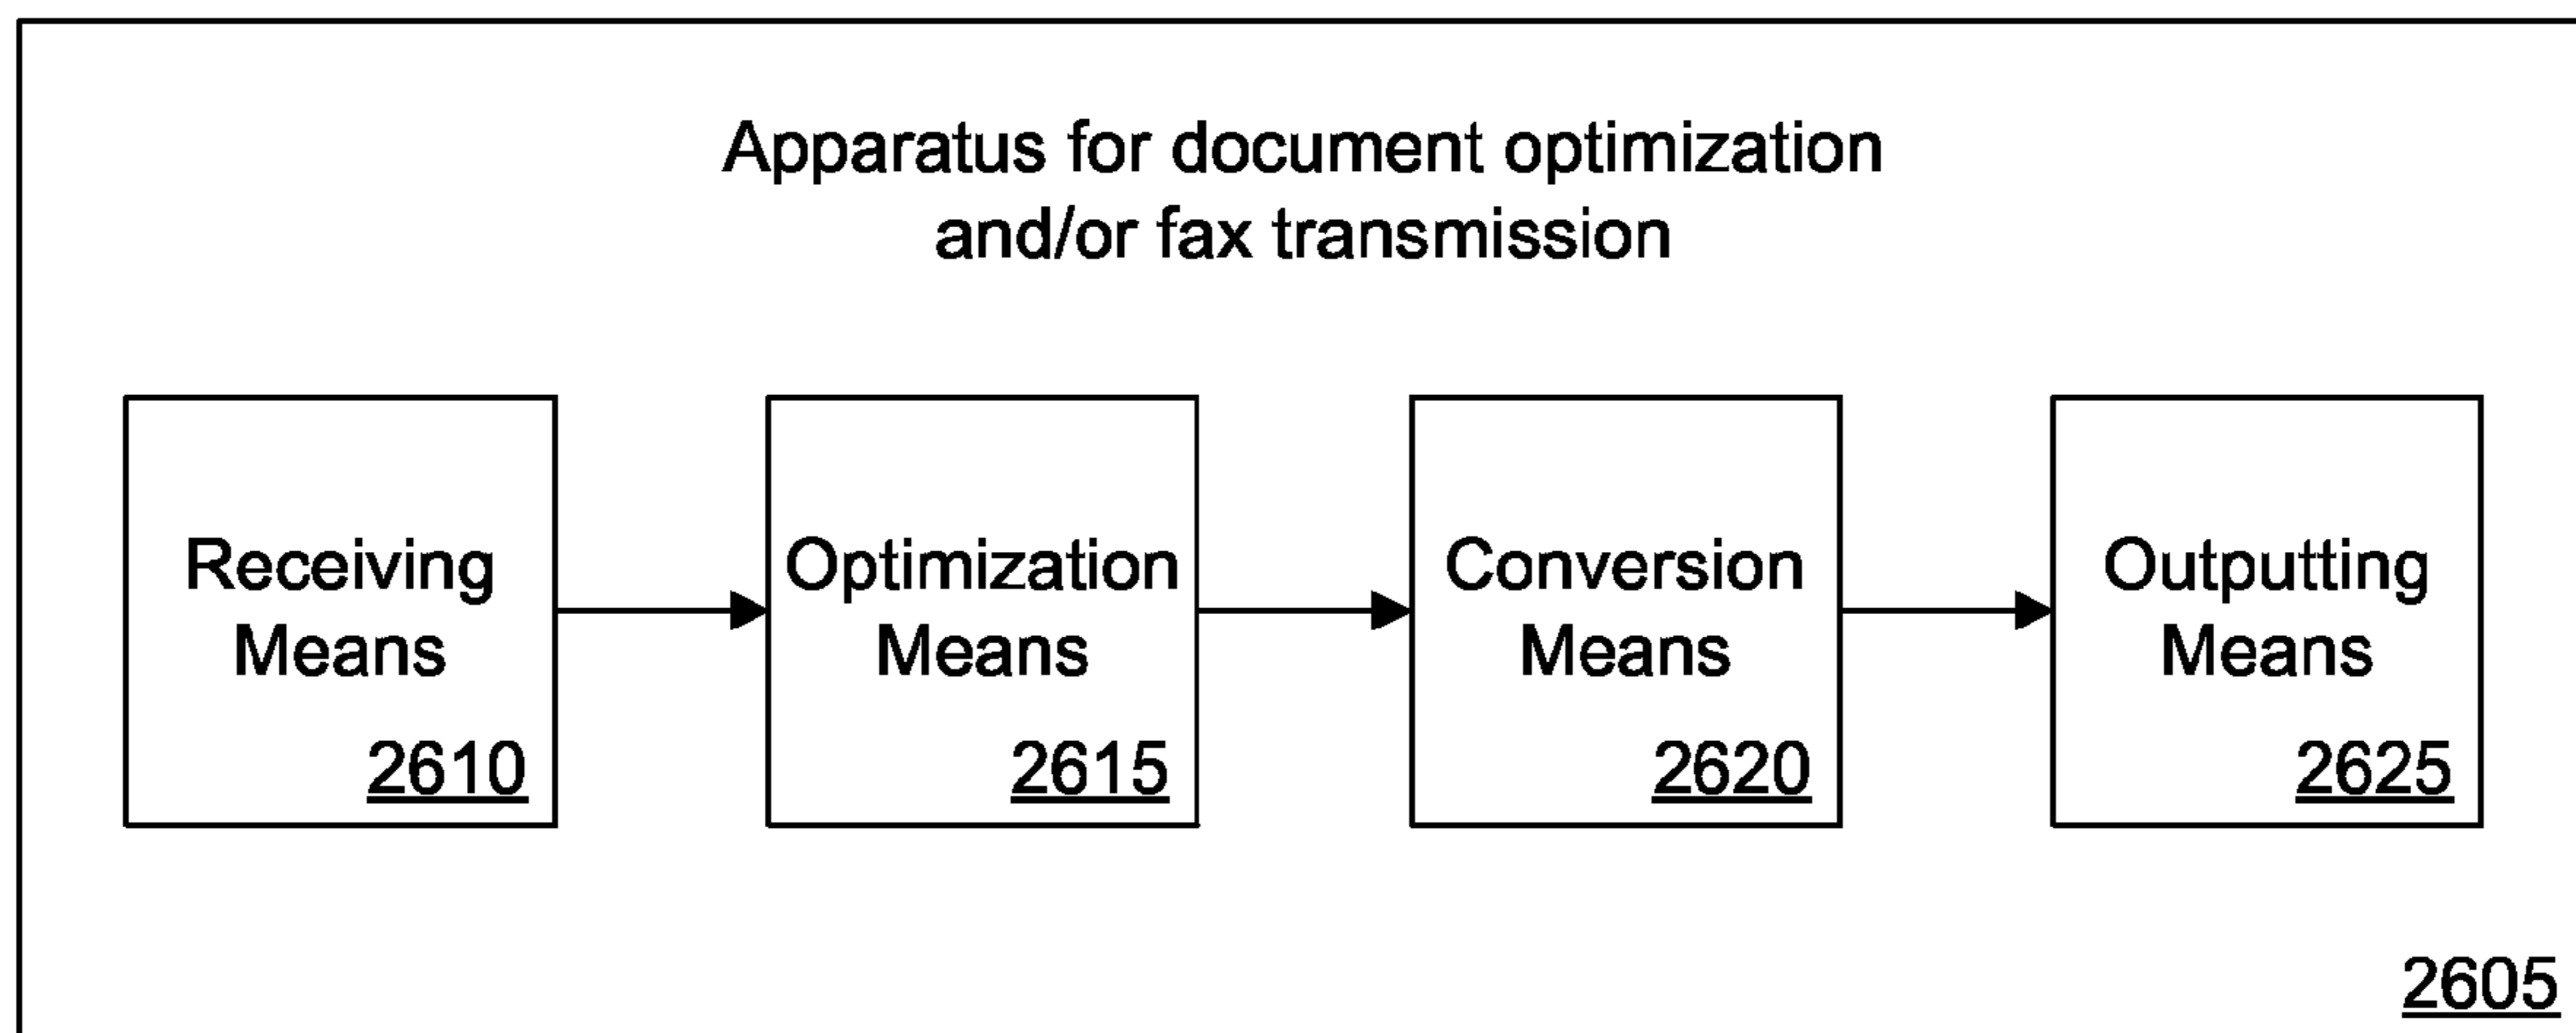 Apparatus for document optimization
and/or fax transmission
Receiving
Means
2610
Optimization
Means
2615
Conversion
Means
2620
Outputting
Means
2625
2605